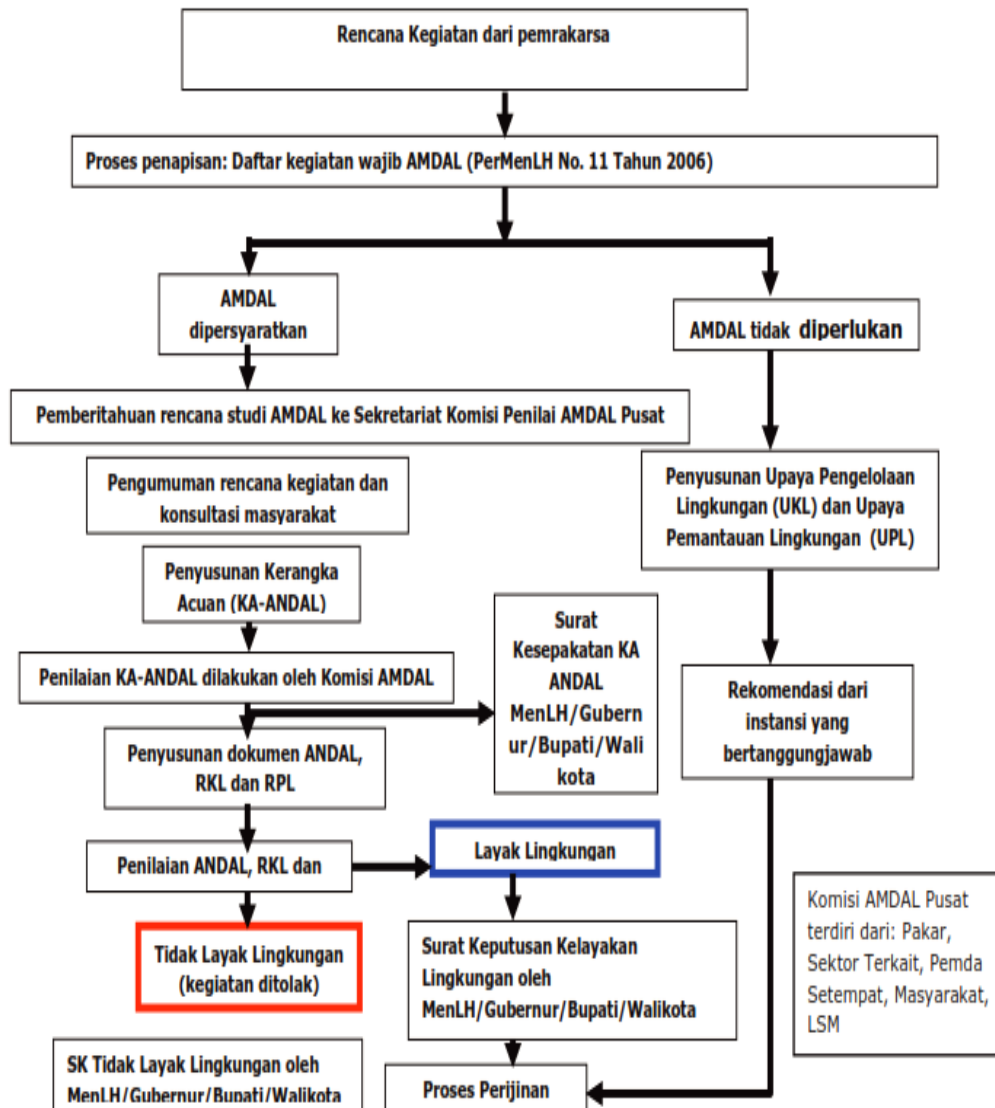 Rencana Kegiatan dari pemrakarsa
Proses penapisan: Daftar kegiatan wajib AMDAL (PerMenLH No. 11 Tahun 2006)
AMDAL
dipersyaratkan
AMDAL tidak diperlukan
Pemberitahuan rencana studi AMDAL ke Sekretariat Komisi Penilai AMDAL Pusat
Pengumuman rencana kegiatan dan
konsultasi masyarakat
Penyusunan Upaya Pengelolaan
Lingkungan (UKL) dan Upaya
Pemantauan Lingkungan (UPL)
Penyusunan Kerangka
Acuan (KA-ANDAL)
Surat
Kesepakatan KA
ANDAL
MenLH/Gubern
ur/Bupati/Wali
kota
Penilaian KA-ANDAL dilakukan oleh Komisi AMDAL
Rekomendasi dari
instansi yang
bertanggungjawab
Penyusunan dokumen ANDAL,
RKL dan RPL
Penilaian ANDAL, RKL dan
Layak Lingkungan
Tidak Layak Lingkungan
(kegiatan ditolak)
Surat Keputusan Kelayakan
Lingkungan oleh
MenLH/Gubernur/Bupati/Walikota
Komisi AMDAL Pusat
terdiri dari: Pakar,
Sektor Terkait, Pemda
Setempat, Masyarakat,
LSM
SK Tidak Layak Lingkungan oleh
MenLH/Gubernur/Bupati/Walikota
Proses Perijinan